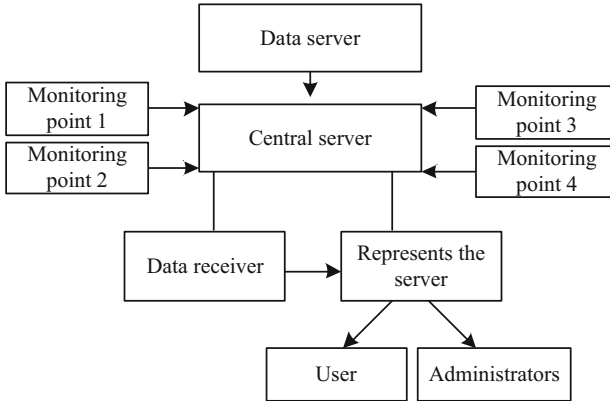 Data server
Monitoring
point 1
Monitoring
point 3
Central server
Monitoring
point 2
Monitoring
point 4
Data receiver
Represents the
server
User
Administrators